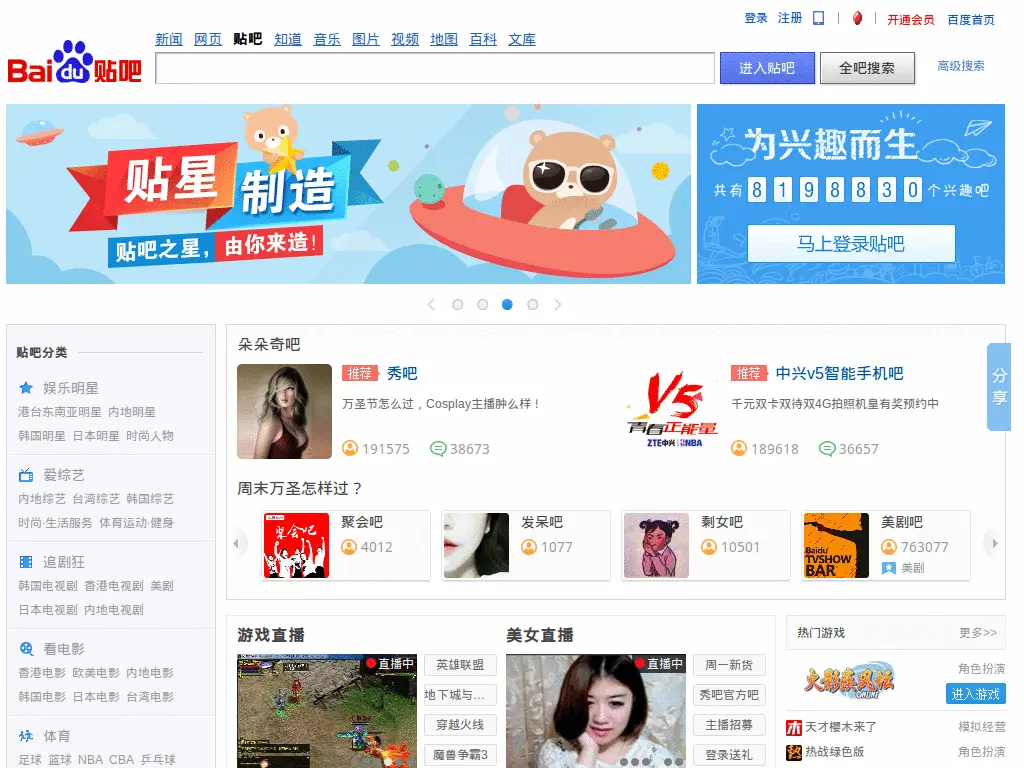 登录 注册 开通会员 百度首页
新闻 网页 贴吧 知道 音乐 图片 视频 地图 百科 文库
Bai du 贴吧
进入贴吧 全吧搜索 高级搜索
贴星
制造
贴吧之星，由你来造！
为兴趣而生
共有 8 1 9 8 8 3 0 个兴趣吧
马上登录贴吧
分享
贴吧分类
娱乐明星
港台东南亚明星 内地明星
韩国明星 日本明星 时尚人物
爱综艺
内地综艺 台湾综艺 韩国综艺
时尚·生活服务 体育运动·健身
追剧狂
韩国电视剧 香港电视剧 美剧
日本电视剧 内地电视剧
看电影
香港电影 欧美电影 内地电影
韩国电影 日本电影 台湾电影
体育
足球 篮球 NBA CBA 乒乓球
朵朵奇吧
推荐 秀吧
万圣节怎么过，Cosplay主播肿么样！
191575 38673
V5
青春正能量
ZTE中兴 NBA
推荐 中兴v5智能手机吧
千元双卡双待双4G拍照机皇有奖预约中
189618 36657
周末万圣怎样过？
聚会吧
聚会吧
4012
发呆吧
1077
剩女吧
10501
Baidu
TVSHOW
BAR
美剧吧
763077
美剧
游戏直播
直播中
英雄联盟
地下城与...
穿越火线
魔兽争霸3
美女直播
直播中
周一新货
秀吧官方吧
主播招募
登录送礼
热门游戏 更多>>
火影疾风坛
ONLINE
角色扮演
进入游戏
天才樱木来了 模拟经营
热战绿色版 角色扮演